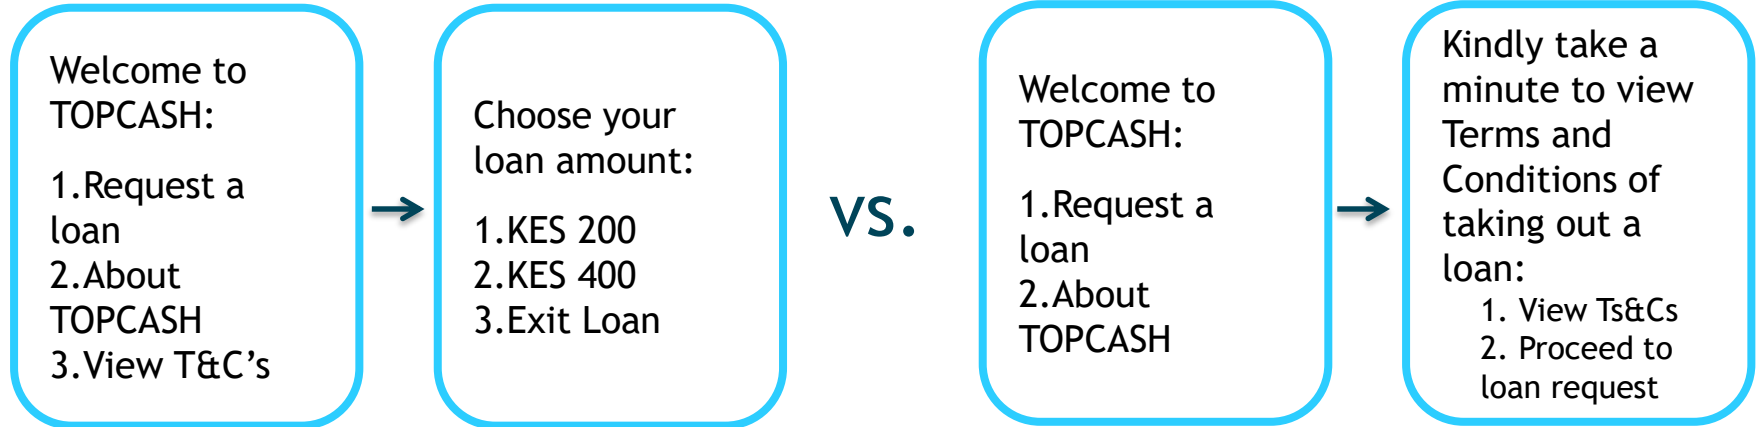 Welcome to
TOPCASH:
1.Request a
loan
2.About
TOPCASH
3.View T&C’s
Choose your
loan amount:
1.KES 200
2.KES 400
3.Exit Loan
vs.
Welcome to
TOPCASH:
1.Request a
loan
2.About
TOPCASH
Kindly take a
minute to view
Terms and
Conditions of
taking out a
loan:
1. View Ts&Cs
2. Proceed to
loan request